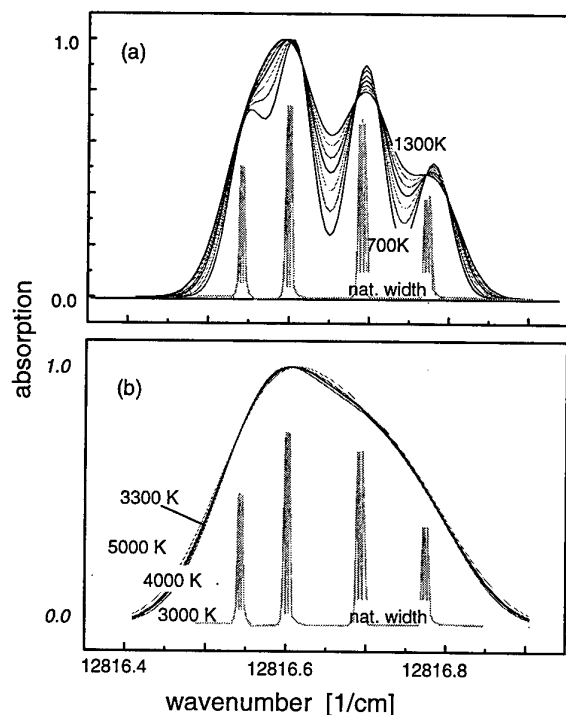 1.0
(a)
1300K
700K
nat. width
0.0
absorption
1.0
(b)
3300 K
5000 K
4000 K
3000 K
0.0
nat. width
12816.4
12816.6
12816.8
wavenumber [1/cm]